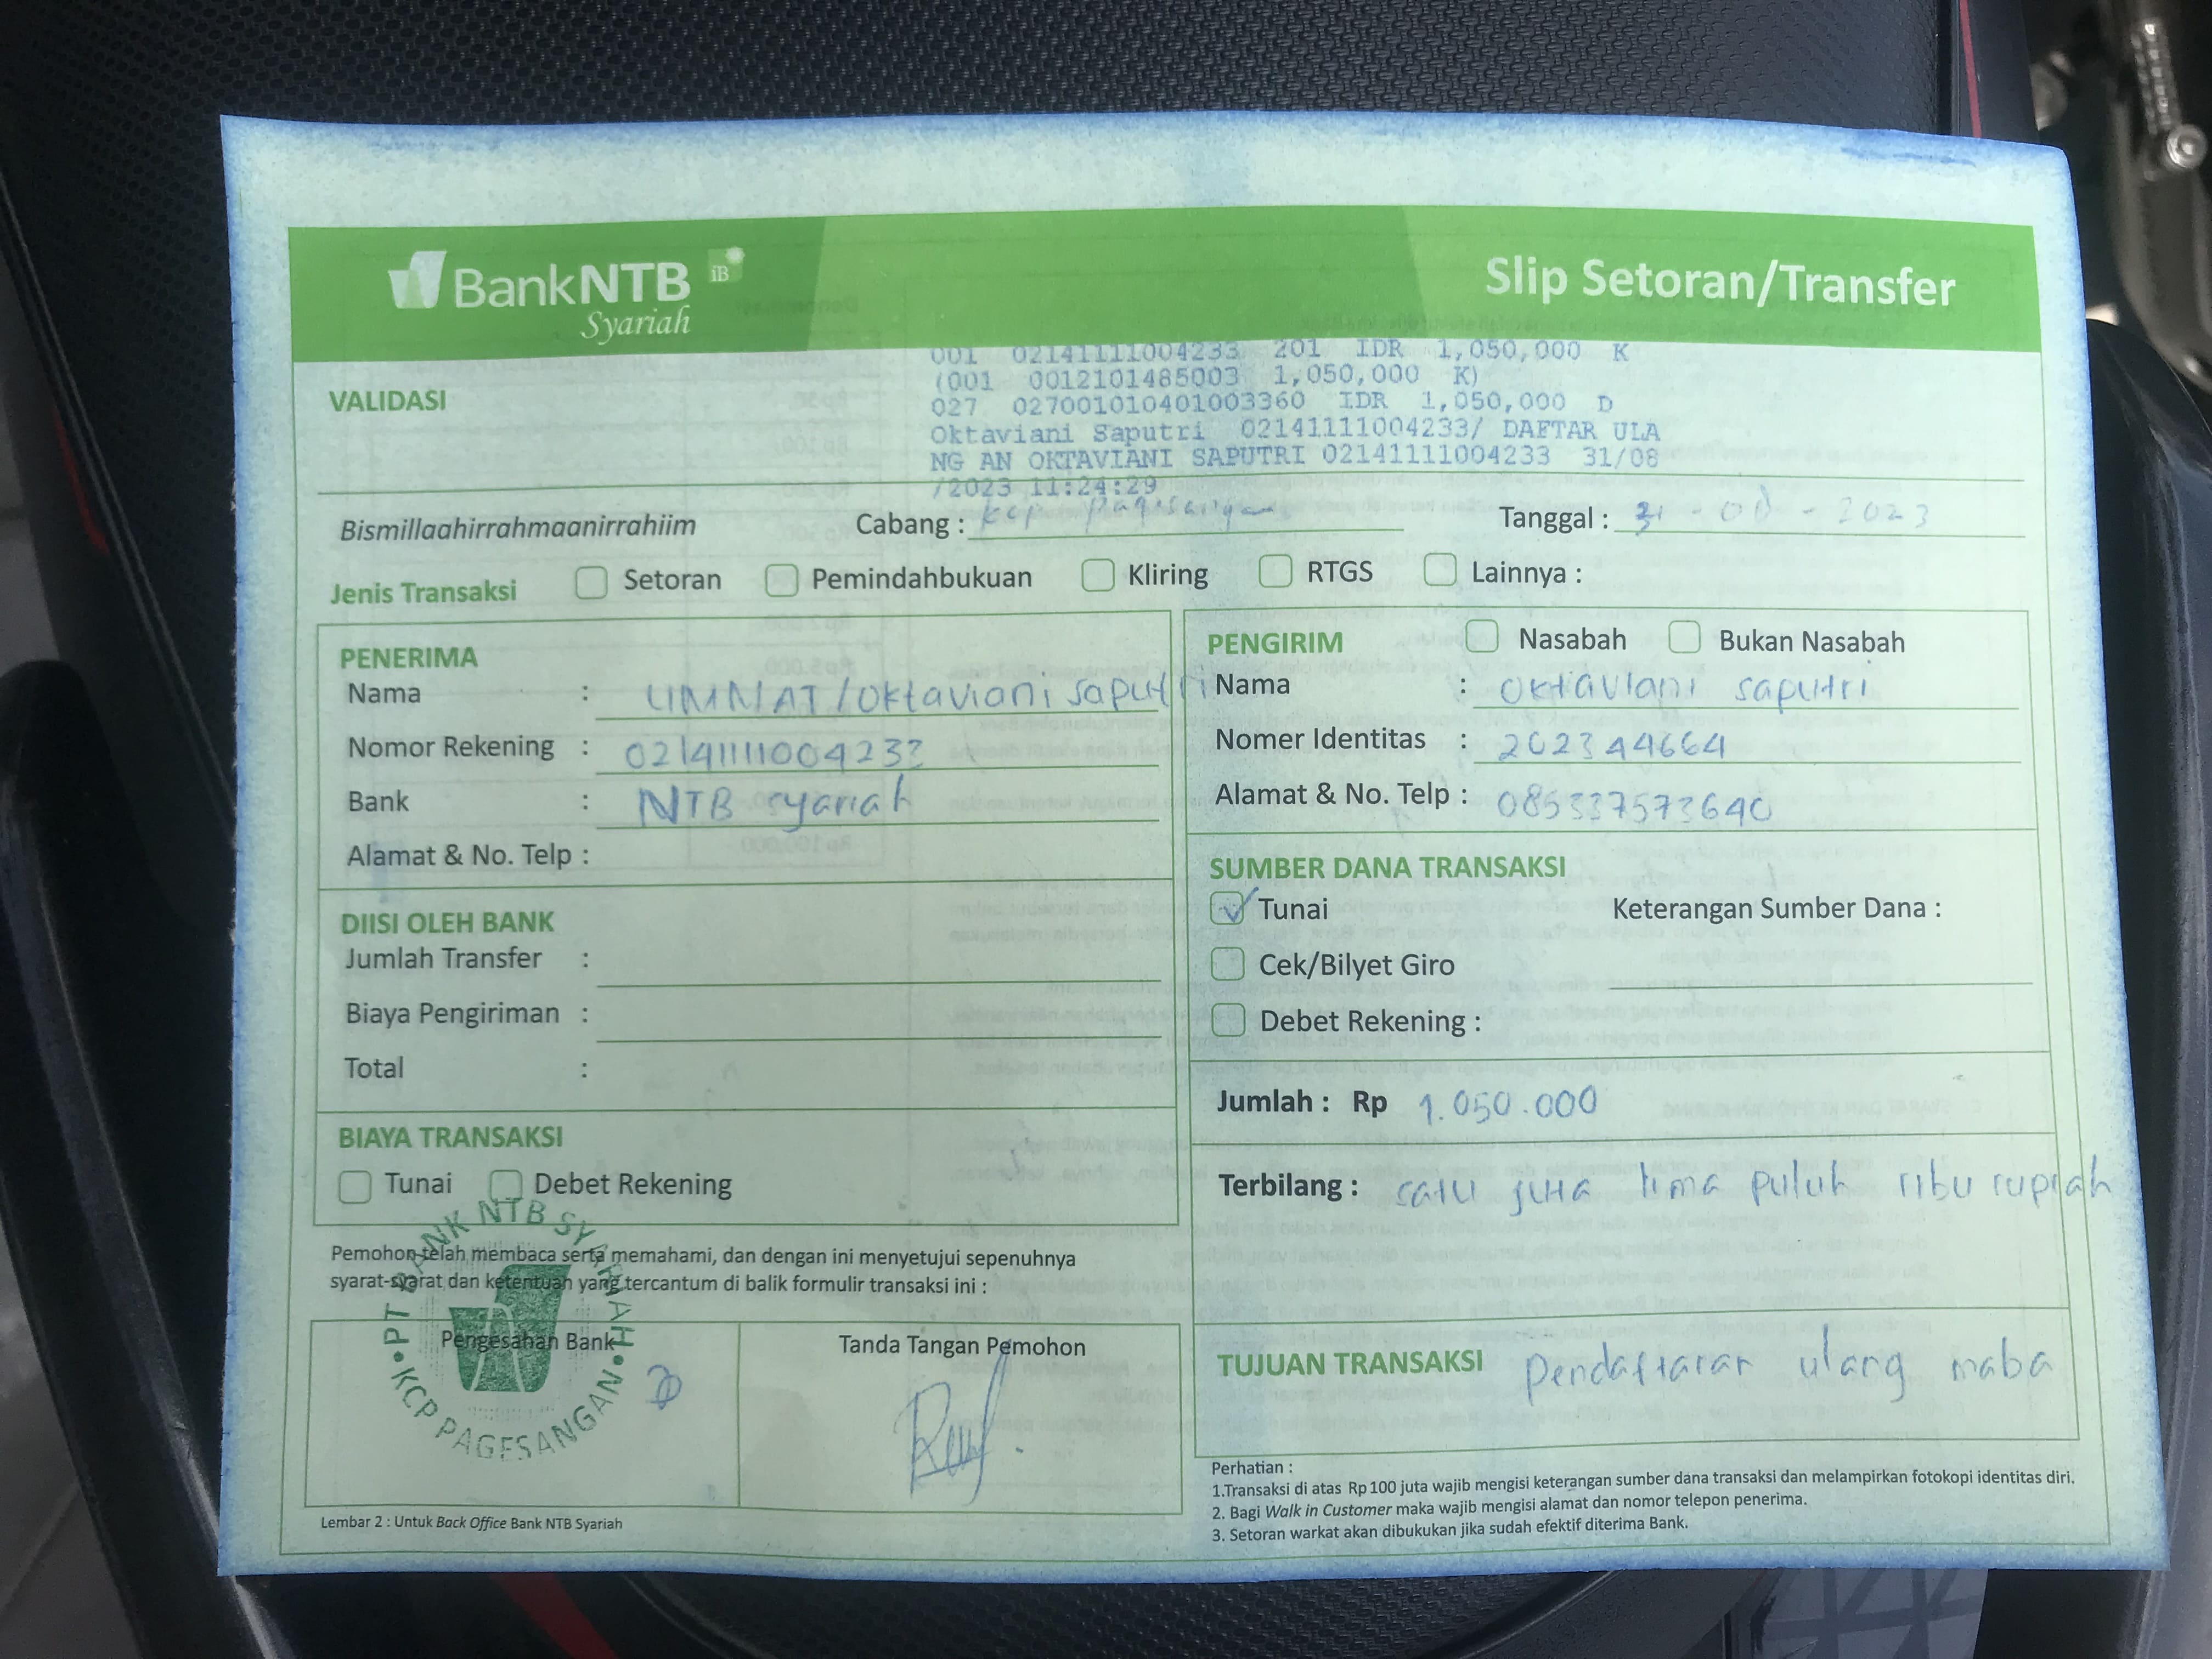 BankNTB iB
Syariah
Slip Setoran/Transfer
VALIDASI
001 02141111004233 201 IDR 1,050,000 K
(001 0012101485003 1,050,000 K)
027 027001010401003360 IDR 1,050,000 D
Oktaviani Saputri 02141111004233/ DAFTAR ULA
NG AN OKTAVIANI SAPUTRI 02141111004233 31/08
/2023 11:24:29
Bismillaahirrahmaanirrahiim Cabang : kcp pagesangan Tanggal : 31 - 08 - 2023
Jenis Transaksi Setoran Pemindahbukuan Kliring RTGS Lainnya :
PENERIMA
Nama : UMMAT/Oktaviani saputri
Nomor Rekening : 02141111004233
Bank : NTB syariah
Alamat & No. Telp :
DIISI OLEH BANK
Jumlah Transfer :
Biaya Pengiriman :
Total :
BIAYA TRANSAKSI
Tunai Debet Rekening
Pemohon telah membaca serta memahami, dan dengan ini menyetujui sepenuhnya
syarat-syarat dan ketentuan yang tercantum di balik formulir transaksi ini :
Pengesahan Bank
PT BANK NTB SYARIAH
KCP PAGESANGAN
Tanda Tangan Pemohon
Lembar 2 : Untuk Back Office Bank NTB Syariah
PENGIRIM Nasabah Bukan Nasabah
Nama : Oktaviani saputri
Nomer Identitas : 202344664
Alamat & No. Telp : 085337573640
SUMBER DANA TRANSAKSI
Tunai Keterangan Sumber Dana :
Cek/Bilyet Giro
Debet Rekening :
Jumlah : Rp 1.050.000
Terbilang : satu juta lima puluh ribu rupiah
TUJUAN TRANSAKSI Pendaftaran ulang maba
Perhatian :
1.Transaksi di atas Rp100 juta wajib mengisi keterangan sumber dana transaksi dan melampirkan fotokopi identitas diri.
2. Bagi Walk in Customer maka wajib mengisi alamat dan nomor telepon penerima.
3. Setoran warkat akan dibukukan jika sudah efektif diterima Bank.